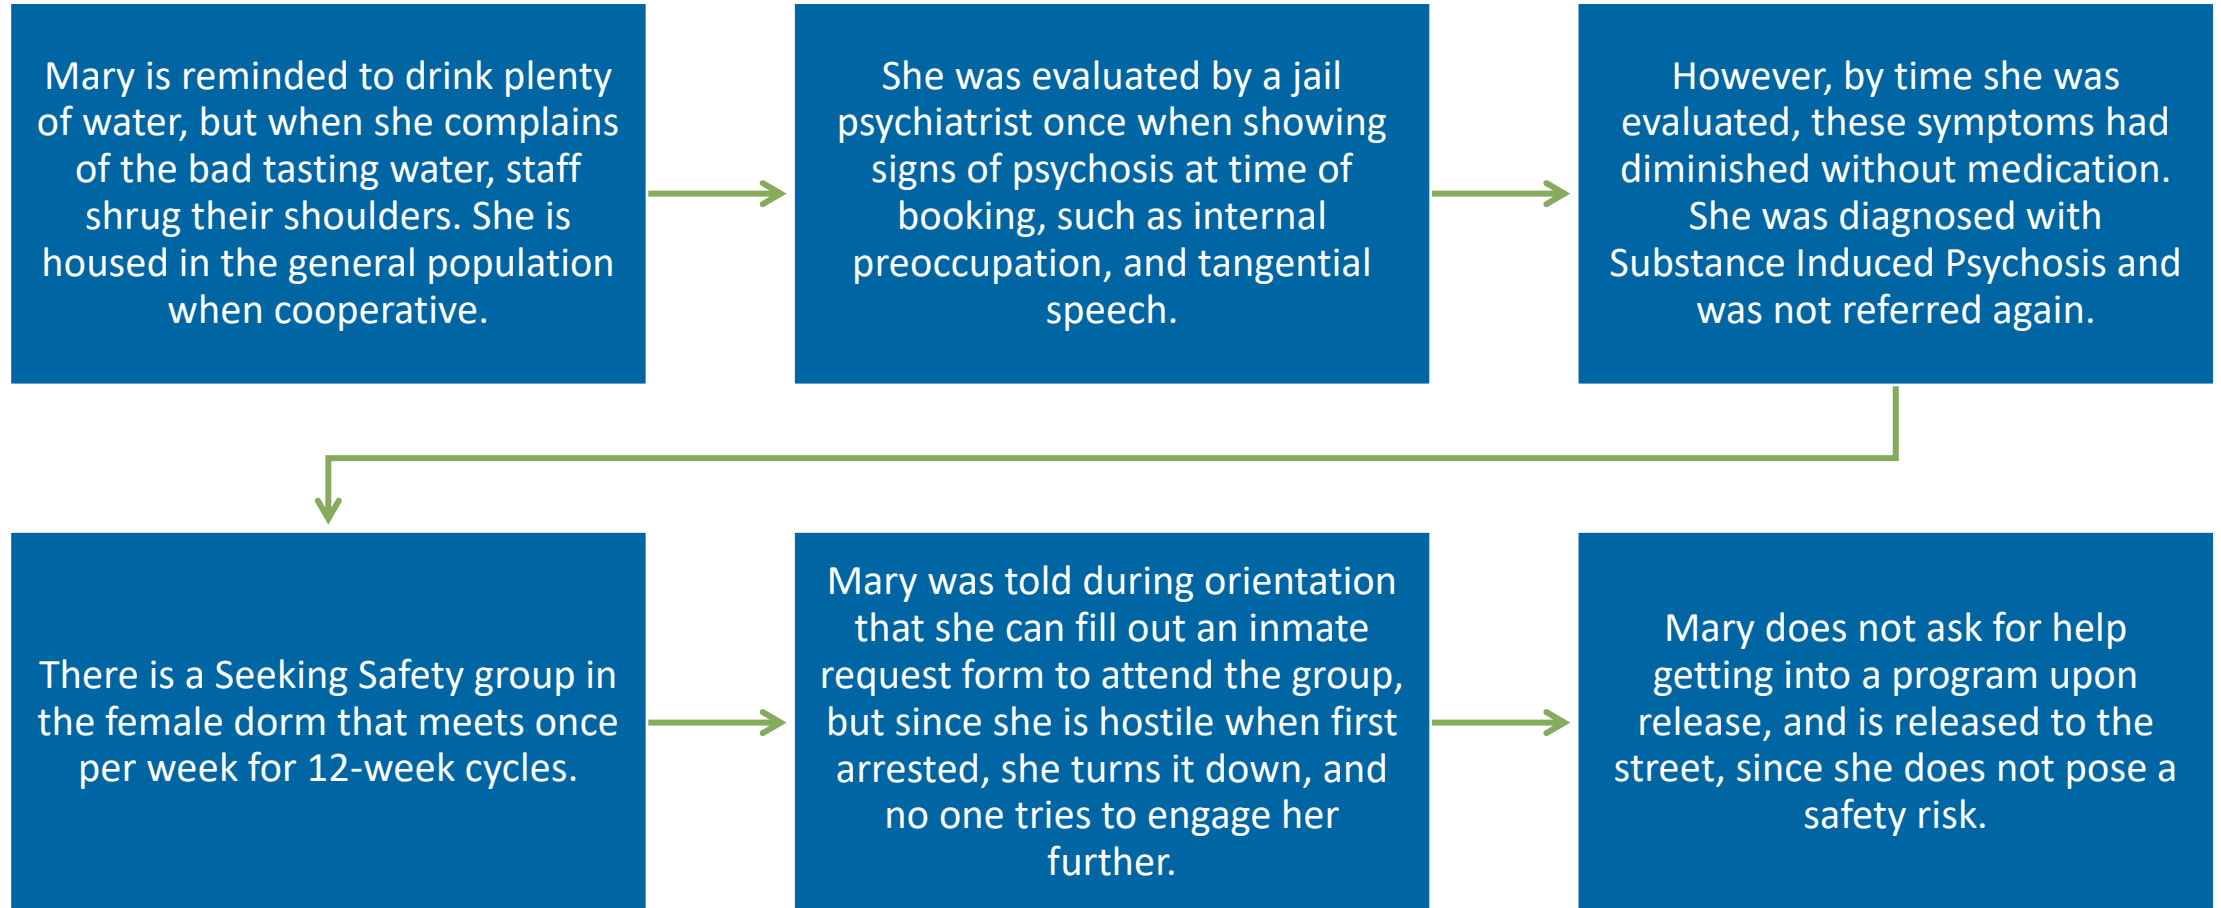 Mary is reminded to drink plenty
of water, but when she complains
of the bad tasting water, staff
shrug their shoulders. She is
housed in the general population
when cooperative.
She was evaluated by a jail
psychiatrist once when showing
signs of psychosis at time of
booking, such as internal
preoccupation, and tangential
speech.
However, by time she was
evaluated, these symptoms had
diminished without medication.
She was diagnosed with
Substance Induced Psychosis and
was not referred again.
There is a Seeking Safety group in
the female dorm that meets once
per week for 12-week cycles.
Mary was told during orientation
that she can fill out an inmate
request form to attend the group,
but since she is hostile when first
arrested, she turns it down, and
no one tries to engage her
further.
Mary does not ask for help
getting into a program upon
release, and is released to the
street, since she does not pose a
safety risk.